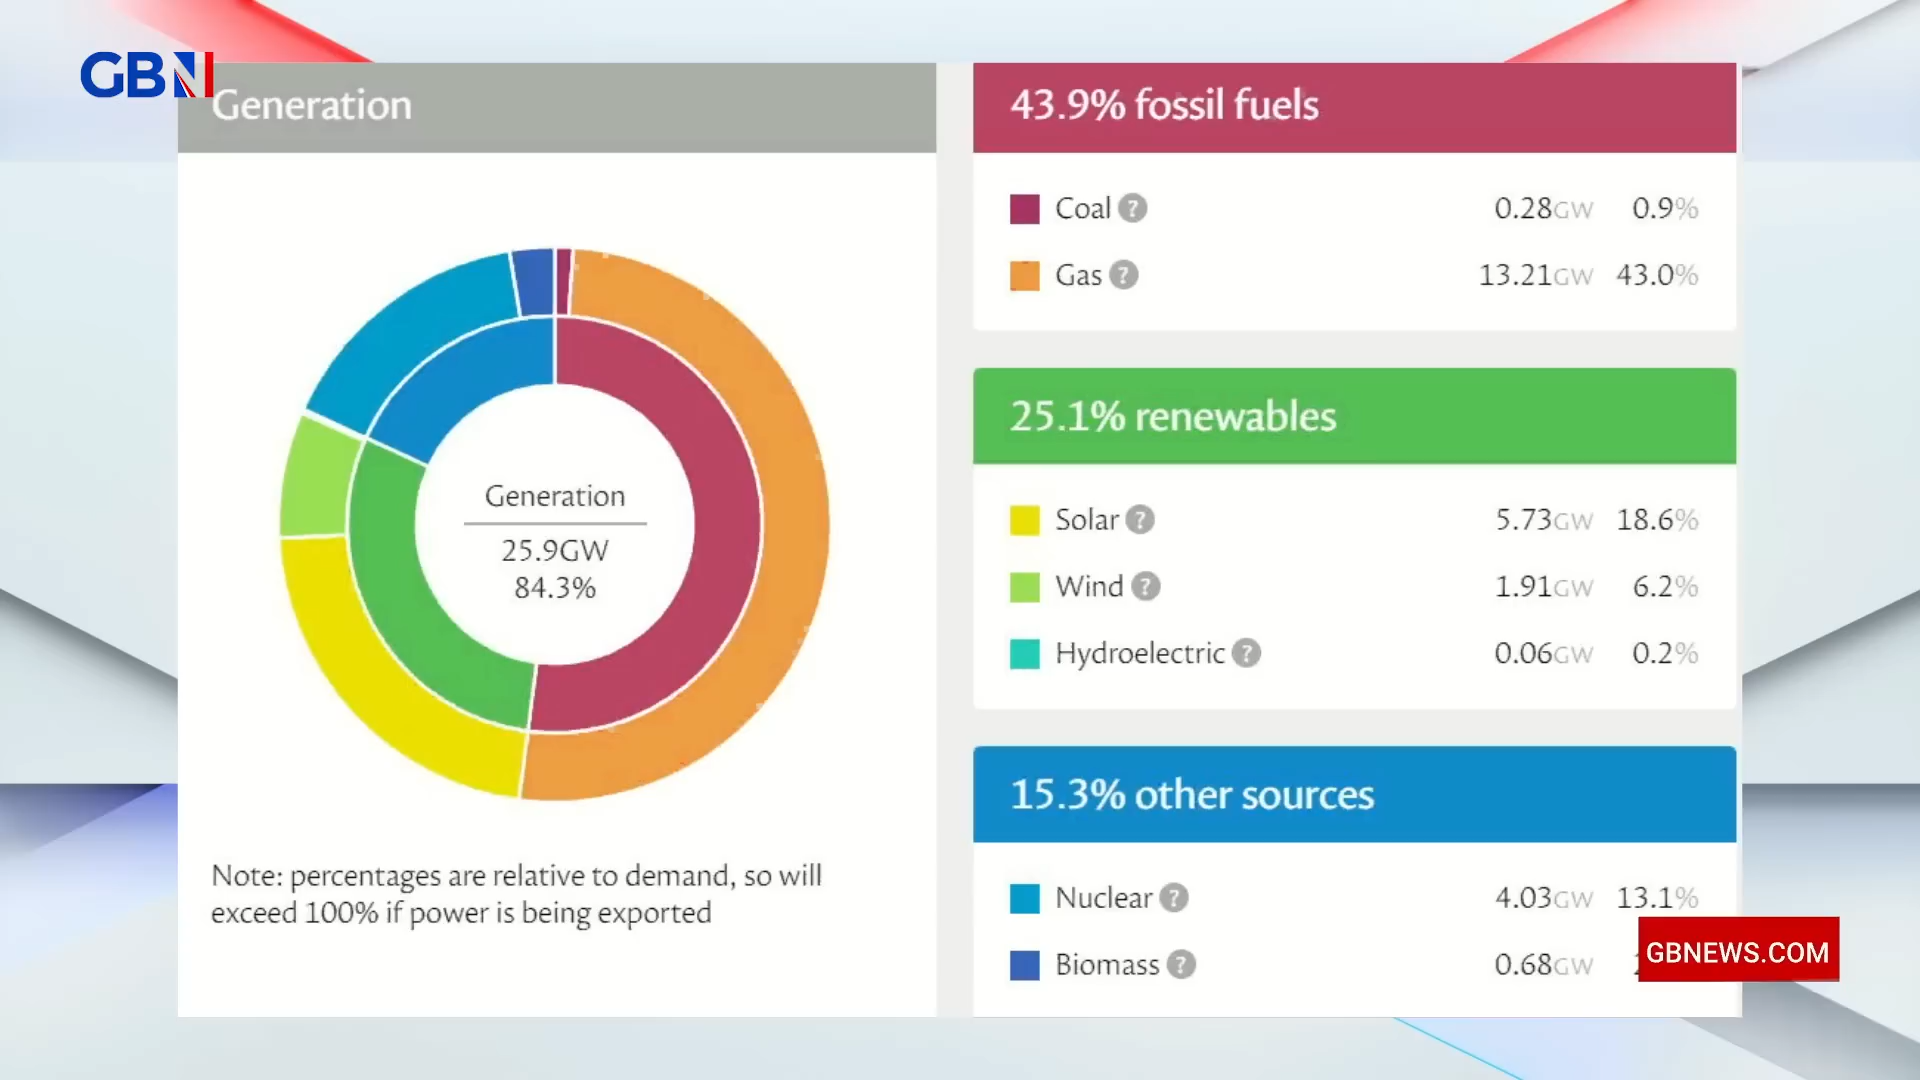 GBN
Generation
Generation
25.9GW
84.3%
Note: percentages are relative to demand, so will
exceed 100% if power is being exported
43.9% fossil fuels
Coal ? 0.28GW 0.9%
Gas ? 13.21GW 43.0%
25.1% renewables
Solar ? 5.73GW 18.6%
Wind ? 1.91GW 6.2%
Hydroelectric ? 0.06GW 0.2%
15.3% other sources
Nuclear ? 4.03GW 13.1%
Biomass ? 0.68GW
GBNEWS.COM